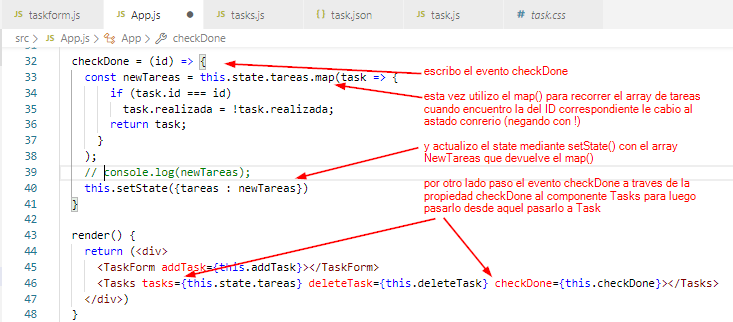 JS taskform.js
JS App.js ●
JS tasks.js
{} task.json
JS task.js
# task.css
src > JS App.js > App > checkDone
32 checkDone = (id) => {
33 const newTareas = this.state.tareas.map(task => {
34 if (task.id === id)
35 task.realizada = !task.realizada;
36 return task;
37 }
38 );
39 // console.log(newTareas);
40 this.setState({tareas : newTareas})
41 }
42
43 render() {
44 return (<div>
45 <TaskForm addTask={this.addTask}></TaskForm>
46 <Tasks tasks={this.state.tareas} deleteTask={this.deleteTask} checkDone={this.checkDone}></Tasks>
47 </div>)
48 }
escribo el evento checkDone
esta vez utilizo el map() para recorrer el array de tareas
cuando encuentro la del ID correspondiente le cabio al
astado conrerio (negando con !)
y actualizo el state mediante setState() con el array
NewTareas que devuelve el map()
por otro lado paso el evento checkDone a traves de la
propiedad checkDone al componente Tasks para luego
pasarlo desde aquel pasarlo a Task